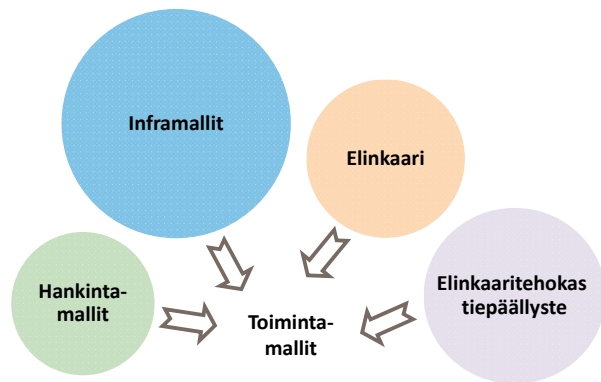 Inframallit
Elinkaari
Hankinta-
mallit
Elinkaaritehokas
tiepäällyste
Toiminta-
mallit